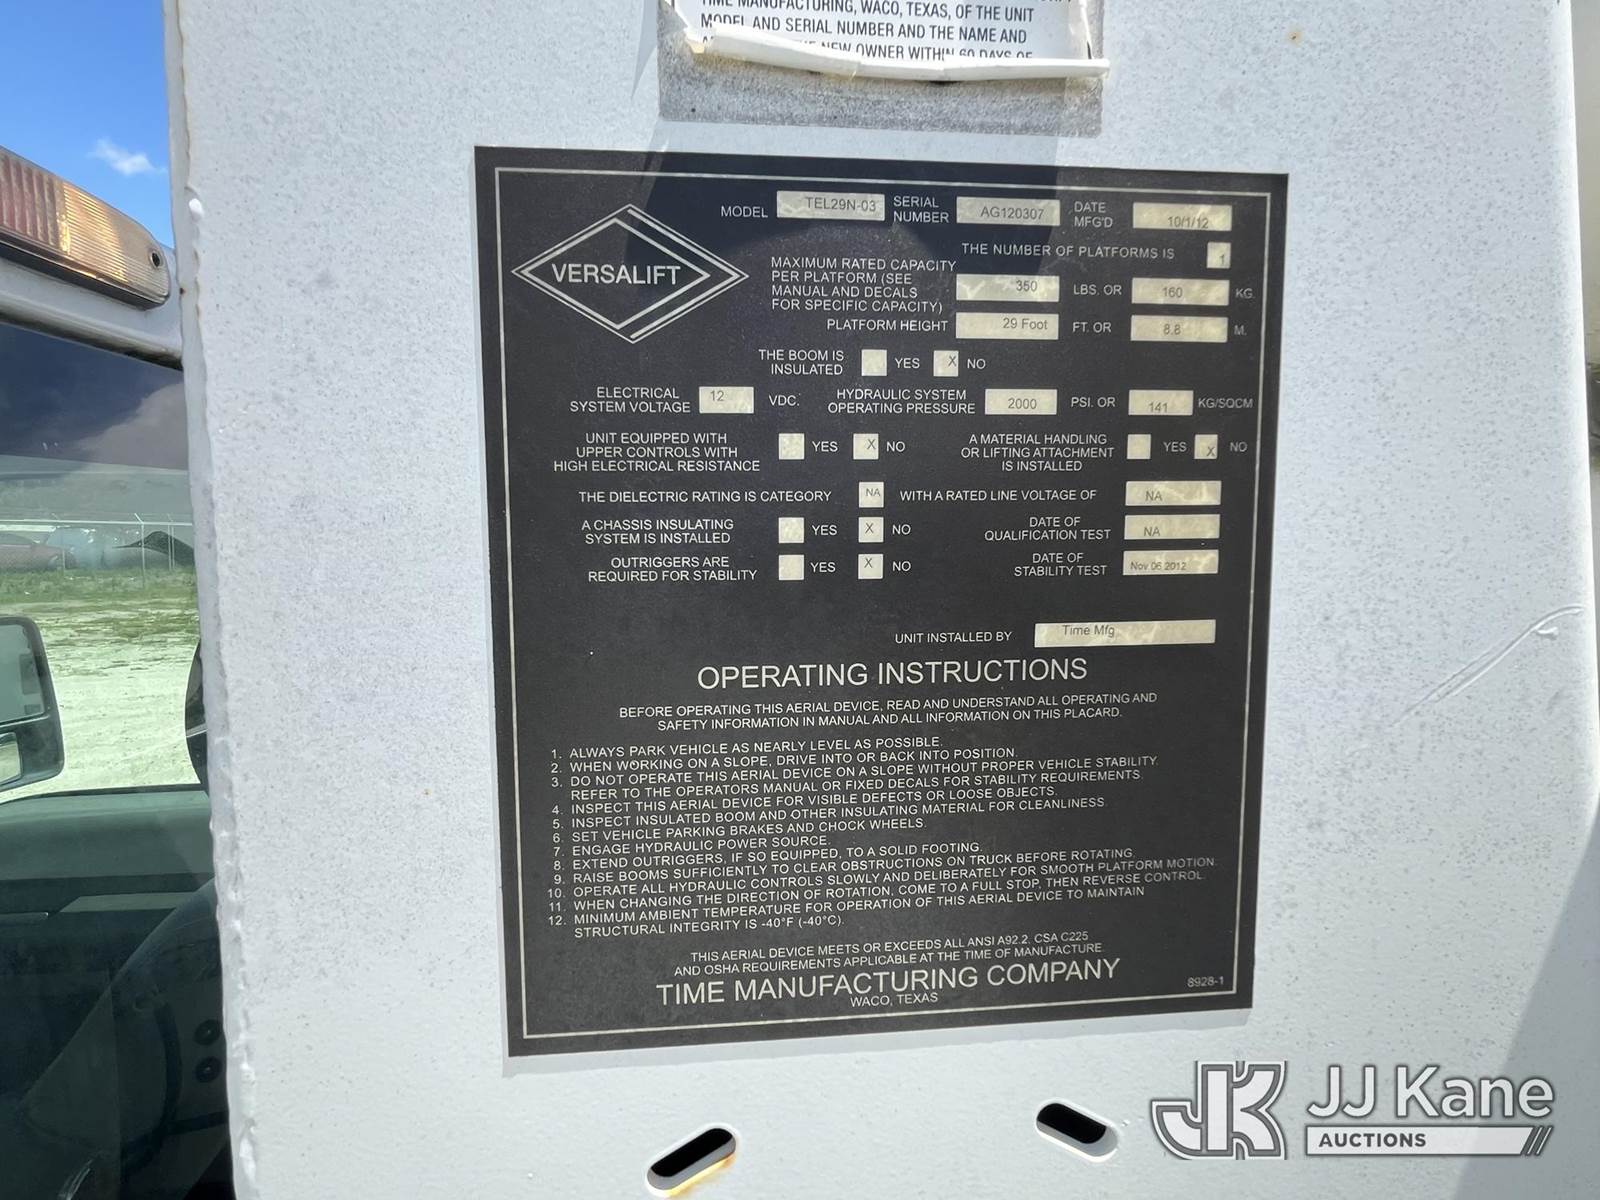 TIME MANUFACTURING, WACO, TEXAS, OF THE UNIT
MODEL AND SERIAL NUMBER AND THE NAME AND
NEW OWNER WITHIN 60 DAYS OF
MODEL TEL29N-03 SERIAL NUMBER AG120307 DATE MFG'D 10/1/12
VERSALIFT
THE NUMBER OF PLATFORMS IS 1
MAXIMUM RATED CAPACITY
PER PLATFORM (SEE
MANUAL AND DECALS
FOR SPECIFIC CAPACITY) 350 LBS. OR 160 KG.
PLATFORM HEIGHT 29 Foot FT. OR 8.8 M.
THE BOOM IS
INSULATED YES X NO
ELECTRICAL
SYSTEM VOLTAGE 12 VDC. HYDRAULIC SYSTEM
OPERATING PRESSURE 2000 PSI. OR 141 KG/SQCM
UNIT EQUIPPED WITH
UPPER CONTROLS WITH
HIGH ELECTRICAL RESISTANCE YES X NO
A MATERIAL HANDLING
OR LIFTING ATTACHMENT
IS INSTALLED YES X NO
THE DIELECTRIC RATING IS CATEGORY NA WITH A RATED LINE VOLTAGE OF NA
A CHASSIS INSULATING
SYSTEM IS INSTALLED YES X NO
DATE OF
QUALIFICATION TEST NA
OUTRIGGERS ARE
REQUIRED FOR STABILITY YES X NO
DATE OF
STABILITY TEST Nov 06 2012
UNIT INSTALLED BY Time Mfg
OPERATING INSTRUCTIONS
BEFORE OPERATING THIS AERIAL DEVICE, READ AND UNDERSTAND ALL OPERATING AND
SAFETY INFORMATION IN MANUAL AND ALL INFORMATION ON THIS PLACARD.
1. ALWAYS PARK VEHICLE AS NEARLY LEVEL AS POSSIBLE.
2. WHEN WORKING ON A SLOPE, DRIVE INTO OR BACK INTO POSITION.
3. DO NOT OPERATE THIS AERIAL DEVICE ON A SLOPE WITHOUT PROPER VEHICLE STABILITY.
REFER TO THE OPERATORS MANUAL OR FIXED DECALS FOR STABILITY REQUIREMENTS.
4. INSPECT THIS AERIAL DEVICE FOR VISIBLE DEFECTS OR LOOSE OBJECTS.
5. INSPECT INSULATED BOOM AND OTHER INSULATING MATERIAL FOR CLEANLINESS.
6. SET VEHICLE PARKING BRAKES AND CHOCK WHEELS.
7. ENGAGE HYDRAULIC POWER SOURCE.
8. EXTEND OUTRIGGERS, IF SO EQUIPPED, TO A SOLID FOOTING.
9. RAISE BOOMS SUFFICIENTLY TO CLEAR OBSTRUCTIONS ON TRUCK BEFORE ROTATING.
10. OPERATE ALL HYDRAULIC CONTROLS SLOWLY AND DELIBERATELY FOR SMOOTH PLATFORM MOTION.
11. WHEN CHANGING THE DIRECTION OF ROTATION, COME TO A FULL STOP, THEN REVERSE CONTROL.
12. MINIMUM AMBIENT TEMPERATURE FOR OPERATION OF THIS AERIAL DEVICE TO MAINTAIN
STRUCTURAL INTEGRITY IS -40°F (-40°C).
THIS AERIAL DEVICE MEETS OR EXCEEDS ALL ANSI A92.2. CSA C225
AND OSHA REQUIREMENTS APPLICABLE AT THE TIME OF MANUFACTURE.
TIME MANUFACTURING COMPANY
WACO, TEXAS
8928-1
JK JJ Kane
AUCTIONS